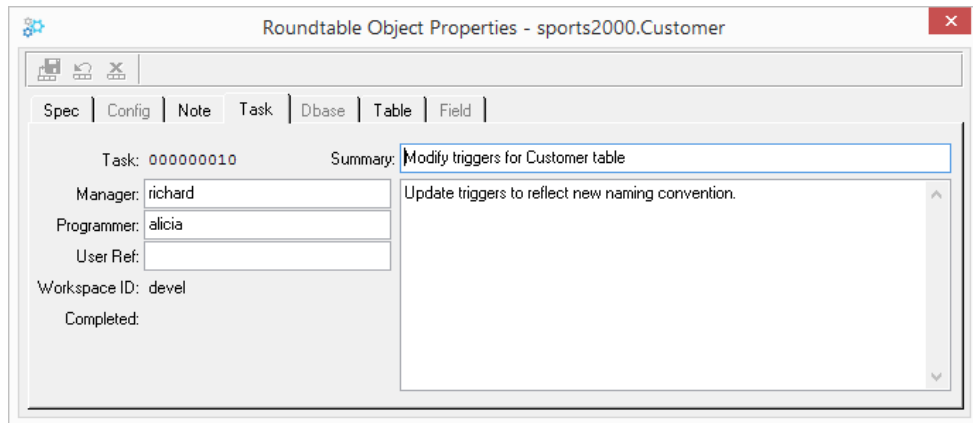 Roundtable Object Properties - sports2000.Customer
Spec Config Note Task Dbase Table Field
Task: 000000010 Summary: Modify triggers for Customer table
Manager: richard Update triggers to reflect new naming convention.
Programmer: alicia
User Ref:
Workspace ID: devel
Completed: